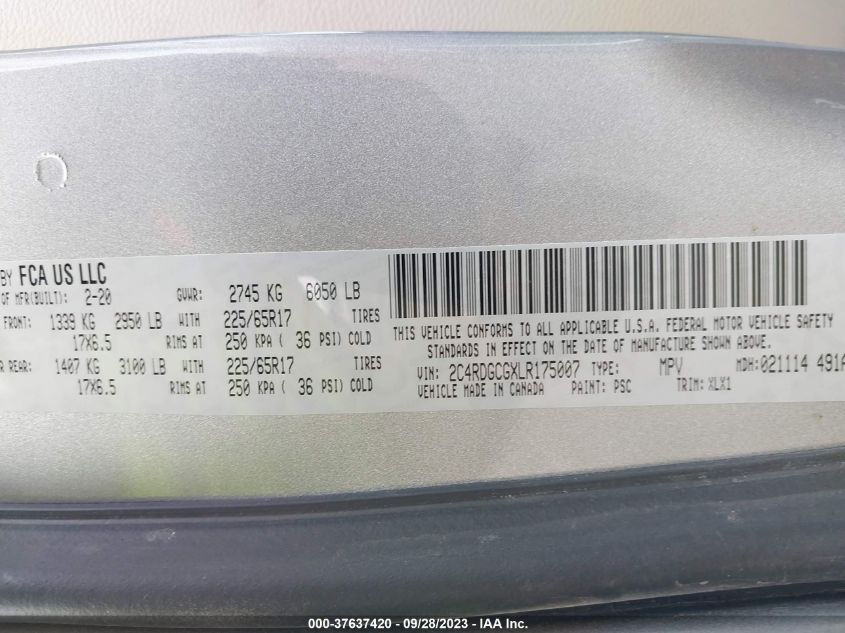 BY FCA US LLC
OF MFR(BUILT): 2-20 GVWR: 2745 KG 6050 LB
FRONT: 1339 KG 2950 LB WITH 225/65R17 TIRES
17X6.5 RIMS AT 250 KPA ( 36 PSI) COLD
REAR: 1407 KG 3100 LB WITH 225/65R17 TIRES
17X6.5 RIMS AT 250 KPA ( 36 PSI) COLD
THIS VEHICLE CONFORMS TO ALL APPLICABLE U.S.A. FEDERAL MOTOR VEHICLE SAFETY
STANDARDS IN EFFECT ON THE DATE OF MANUFACTURE SHOWN ABOVE.
VIN: 2C4RDGCGXLR175007 TYPE: MPV MDH: 021114 491A
VEHICLE MADE IN CANADA PAINT: PSC TRIM: XLX1
000-37637420 - 09/28/2023 - IAA Inc.